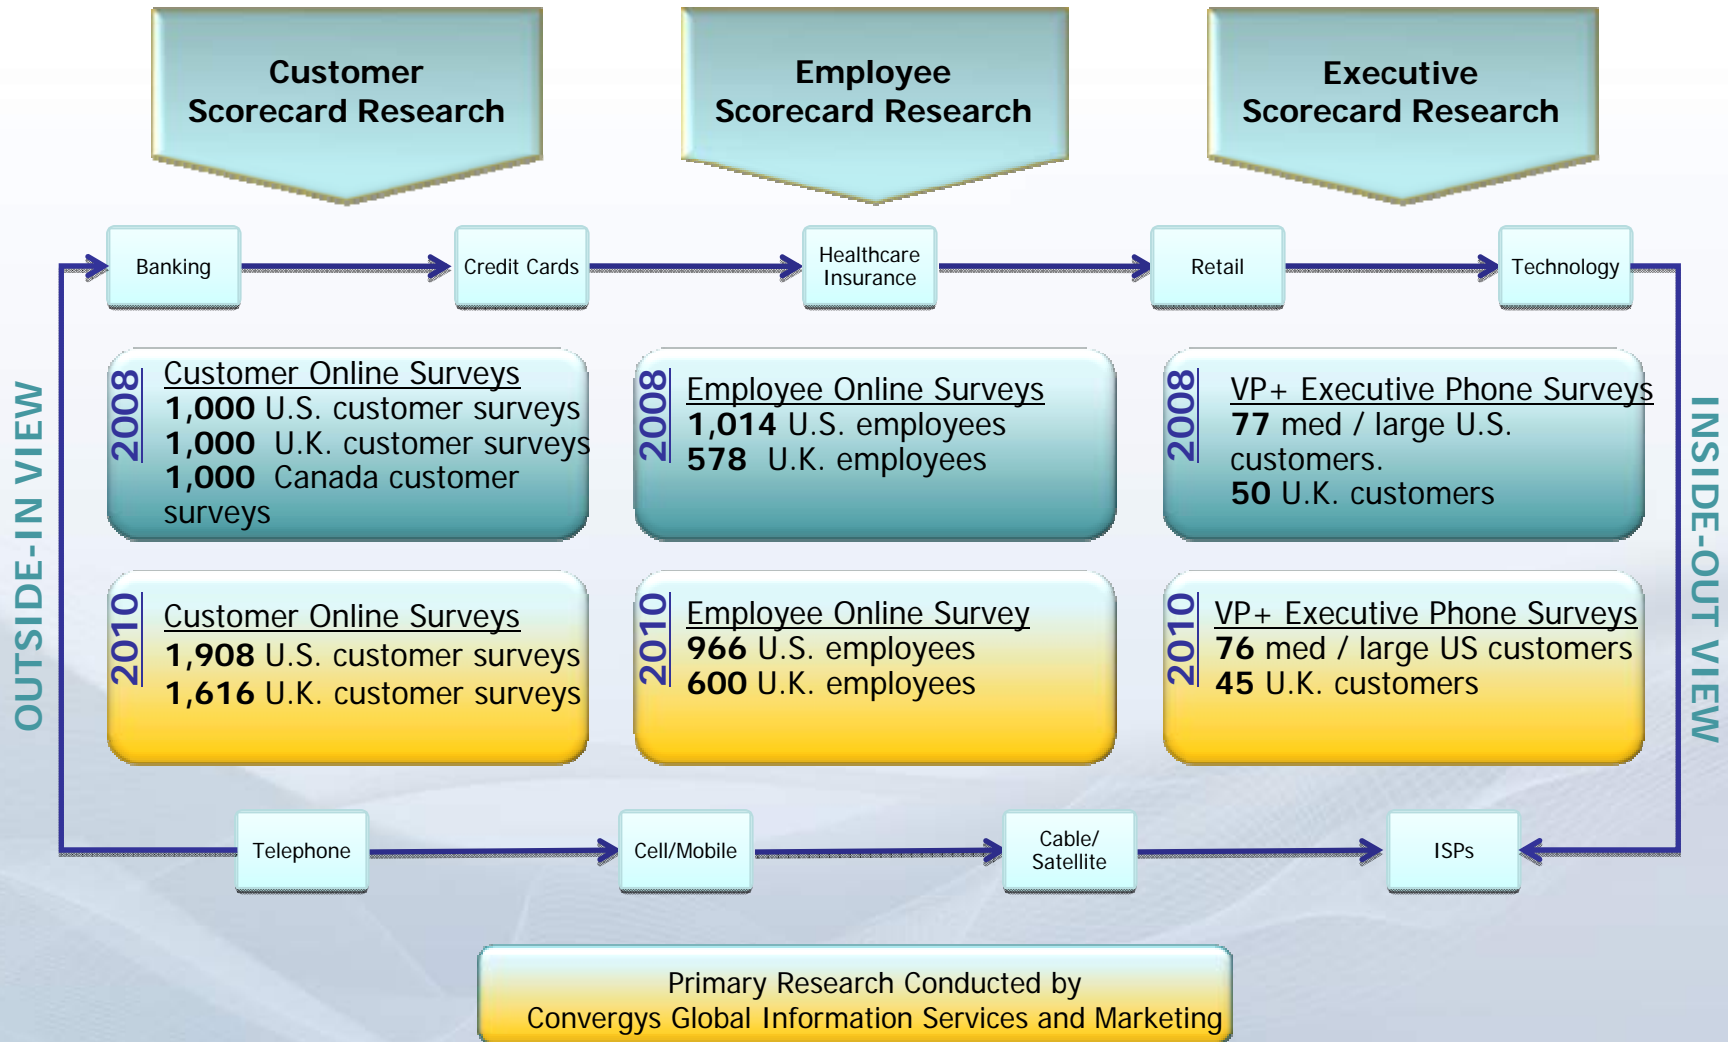 Customer
Scorecard Research
Employee
Scorecard Research
Executive
Scorecard Research
Banking
Credit Cards
Healthcare
Insurance
Retail
Technology
OUTSIDE-IN VIEW
2008
Customer Online Surveys
1,000 U.S. customer surveys
1,000 U.K. customer surveys
1,000 Canada customer
surveys
2008
Employee Online Surveys
1,014 U.S. employees
578 U.K. employees
2008
VP+ Executive Phone Surveys
77 med / large U.S.
customers.
50 U.K. customers
INSIDE-OUT VIEW
2010
Customer Online Surveys
1,908 U.S. customer surveys
1,616 U.K. customer surveys
2010
Employee Online Survey
966 U.S. employees
600 U.K. employees
2010
VP+ Executive Phone Surveys
76 med / large US customers
45 U.K. customers
Telephone
Cell/Mobile
Cable/
Satellite
ISPs
Primary Research Conducted by
Convergys Global Information Services and Marketing